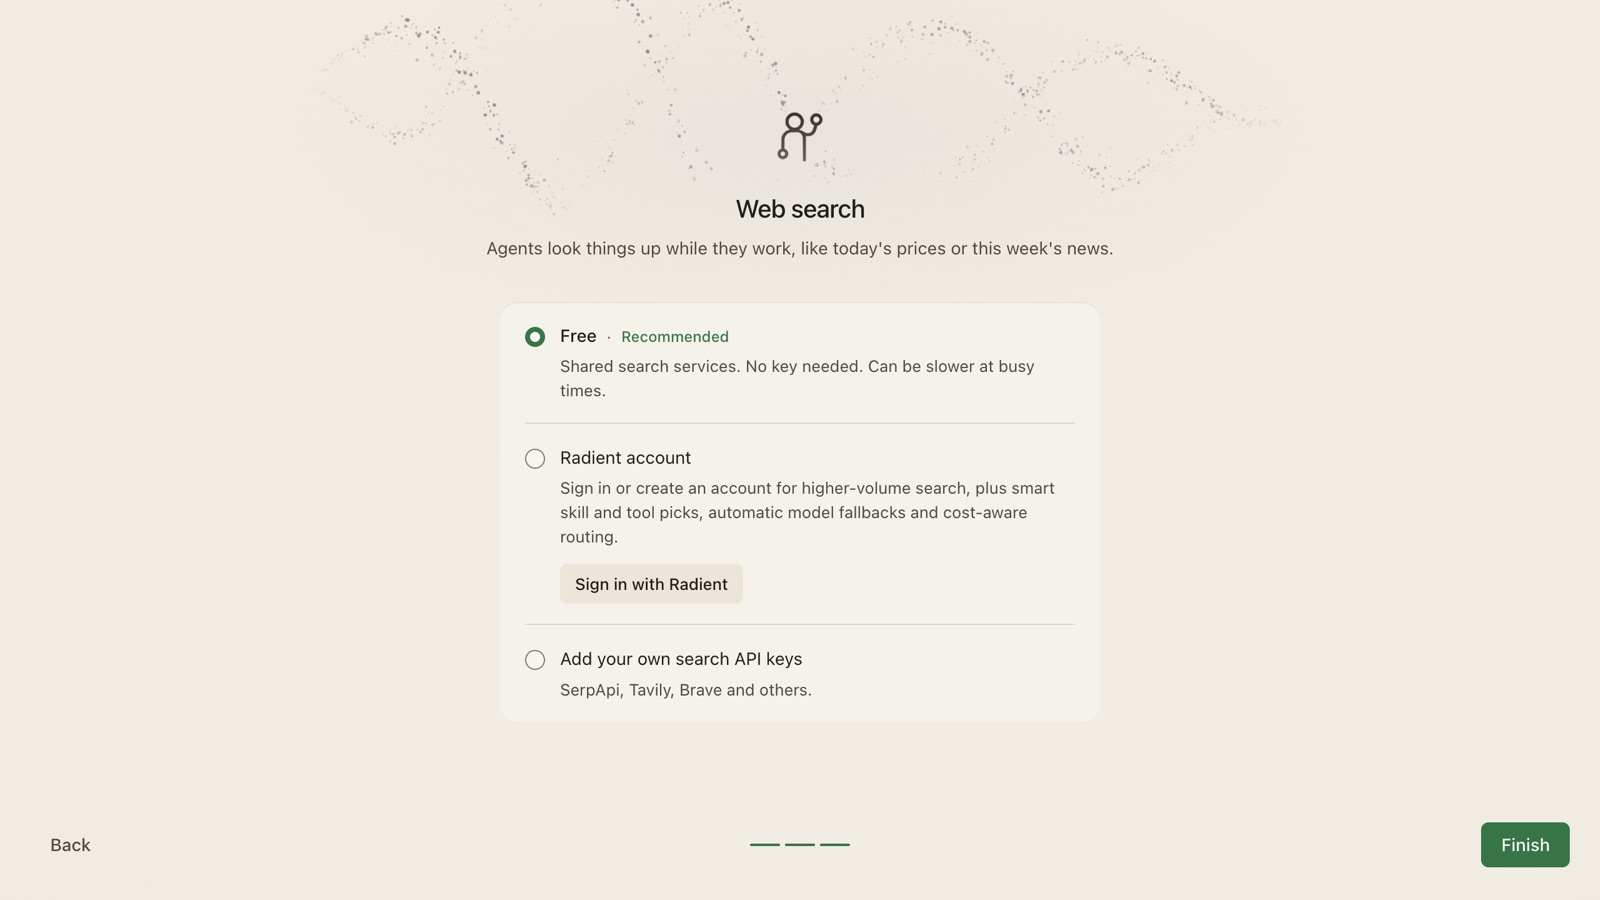 Web search
Agents look things up while they work, like today's prices or this week's news.
Free · Recommended
Shared search services. No key needed. Can be slower at busy
times.
Radient account
Sign in or create an account for higher-volume search, plus smart
skill and tool picks, automatic model fallbacks and cost-aware
routing.
Sign in with Radient
Add your own search API keys
SerpApi, Tavily, Brave and others.
Back
Finish